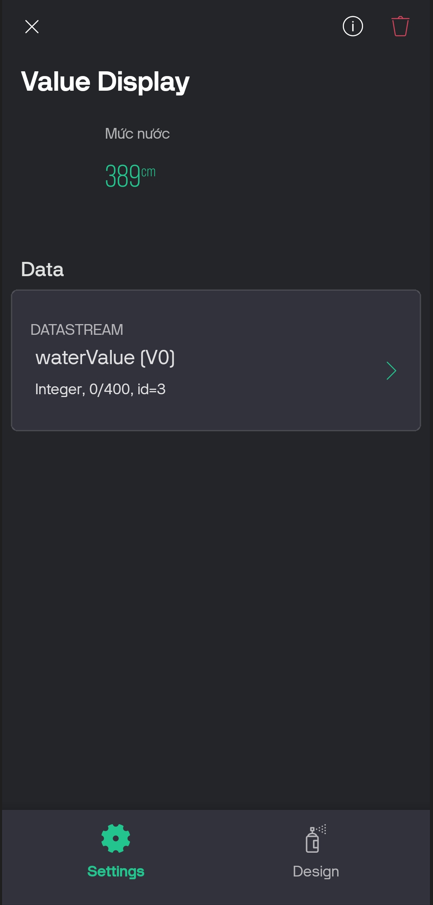 Value Display
Mức nước
389cm
Data
DATASTREAM
waterValue (V0)
Integer, 0/400, id=3
Settings
Design